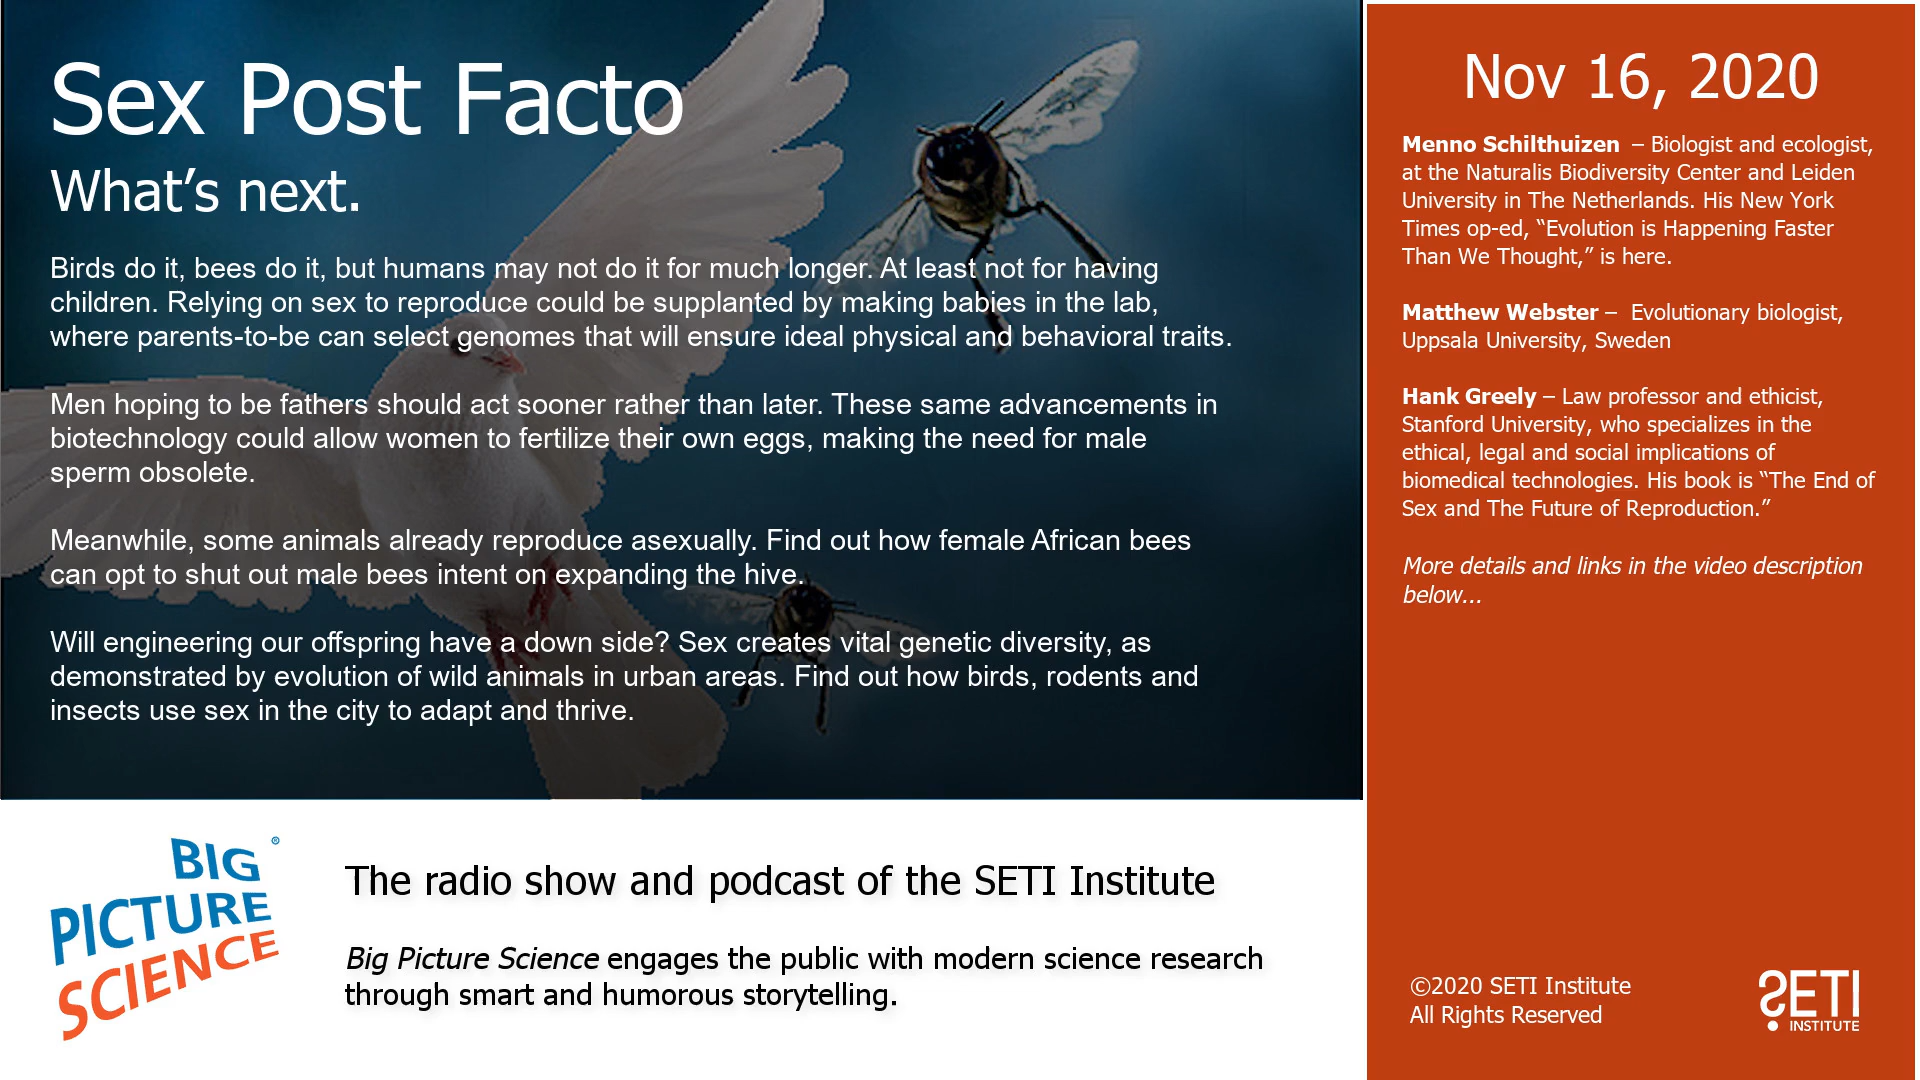 Sex Post Facto
What’s next.
Birds do it, bees do it, but humans may not do it for much longer. At least not for having
children. Relying on sex to reproduce could be supplanted by making babies in the lab,
where parents-to-be can select genomes that will ensure ideal physical and behavioral traits.
Men hoping to be fathers should act sooner rather than later. These same advancements in
biotechnology could allow women to fertilize their own eggs, making the need for male
sperm obsolete.
Meanwhile, some animals already reproduce asexually. Find out how female African bees
can opt to shut out male bees intent on expanding the hive.
Will engineering our offspring have a down side? Sex creates vital genetic diversity, as
demonstrated by evolution of wild animals in urban areas. Find out how birds, rodents and
insects use sex in the city to adapt and thrive.
BIG ®
PICTURE
SCIENCE
The radio show and podcast of the SETI Institute
Big Picture Science engages the public with modern science research
through smart and humorous storytelling.
Nov 16, 2020
Menno Schilthuizen – Biologist and ecologist,
at the Naturalis Biodiversity Center and Leiden
University in The Netherlands. His New York
Times op-ed, “Evolution is Happening Faster
Than We Thought,” is here.
Matthew Webster – Evolutionary biologist,
Uppsala University, Sweden
Hank Greely – Law professor and ethicist,
Stanford University, who specializes in the
ethical, legal and social implications of
biomedical technologies. His book is “The End of
Sex and The Future of Reproduction.”
More details and links in the video description
below...
©2020 SETI Institute
All Rights Reserved
SETI
INSTITUTE